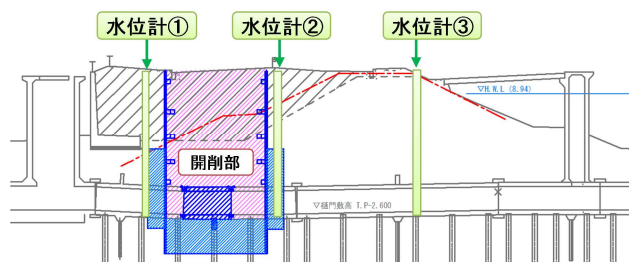 水位計①
水位計②
水位計③
▽H.W.L (8.94)
開削部
▽樋門敷高 T.P-2.600